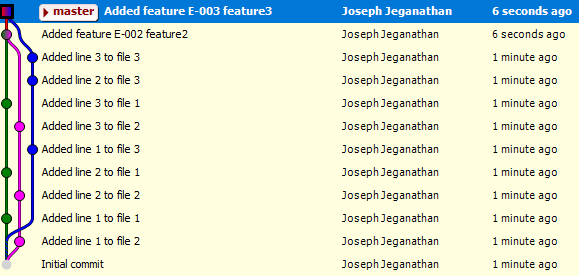 master Added feature E-003 feature3 Joseph Jeganathan 6 seconds ago
Added feature E-002 feature2 Joseph Jeganathan 6 seconds ago
Added line 3 to file 3 Joseph Jeganathan 1 minute ago
Added line 2 to file 3 Joseph Jeganathan 1 minute ago
Added line 3 to file 1 Joseph Jeganathan 1 minute ago
Added line 3 to file 2 Joseph Jeganathan 1 minute ago
Added line 1 to file 3 Joseph Jeganathan 1 minute ago
Added line 2 to file 1 Joseph Jeganathan 1 minute ago
Added line 2 to file 2 Joseph Jeganathan 1 minute ago
Added line 1 to file 1 Joseph Jeganathan 1 minute ago
Added line 1 to file 2 Joseph Jeganathan 1 minute ago
Initial commit Joseph Jeganathan 1 minute ago